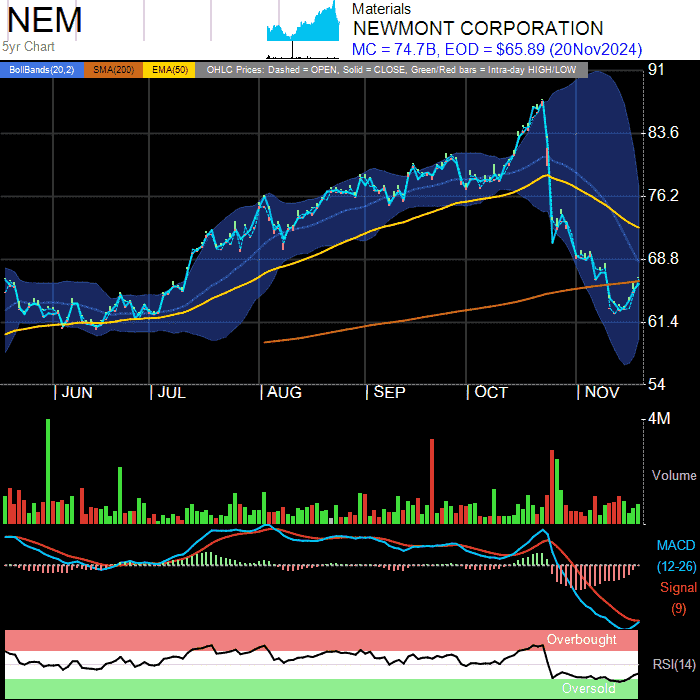 NEM
5yr Chart
Materials
NEWMONT CORPORATION
MC = 74.7B, EOD = $65.89 (20Nov2024)
BollBands(20,2) SMA(200) EMA(50) OHLC Prices: Dashed = OPEN, Solid = CLOSE, Green/Red bars = Intra-day HIGH/LOW
91
83.6
76.2
68.8
61.4
54
JUN JUL AUG SEP OCT NOV
4M
Volume
MACD
(12-26)
Signal
(9)
Overbought
RSI(14)
Oversold